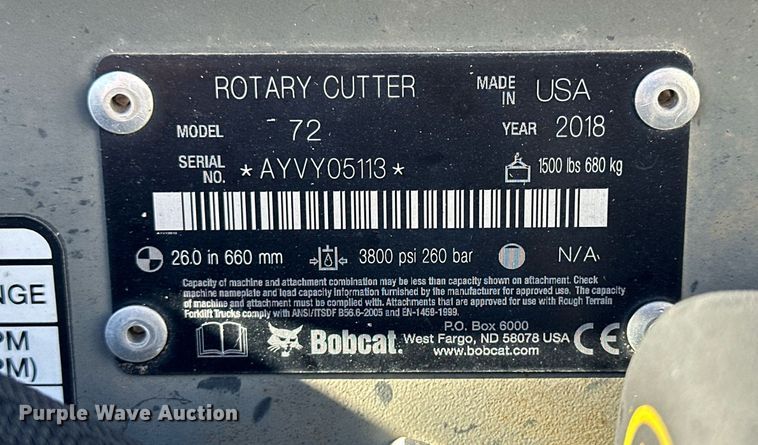 ROTARY CUTTER MADE IN USA
MODEL 72 YEAR 2018
SERIAL NO. *AYVY05113* 1500 lbs 680 kg
26.0 in 660 mm 3800 psi 260 bar N/A
Capacity of machine and attachment combination may be less than capacity shown on attachment. Check
machine nameplate and load capacity information furnished by the manufacturer for approved use. The capacity
of machine and attachment must be complied with. Attachments that are approved for use with Rough Terrain
Forklift Trucks comply with ANSI/ITSDF B56.6-2005 and EN-1459-1999.
Bobcat.
P.O. Box 6000
West Fargo, ND 58078 USA
www.bobcat.com
CE
NGE
PM
PM)
Purple Wave Auction